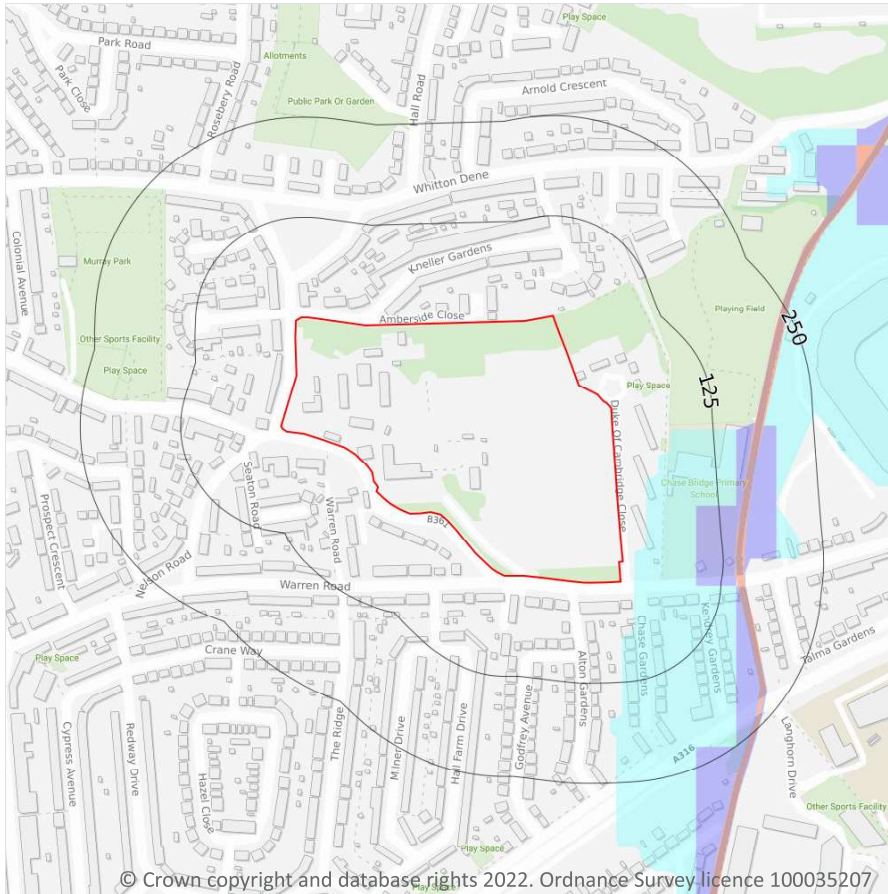 Play Space
Park Road
Park Close
Rosebery Road
Allotments
Public Park Or Garden
Hall Road
Arnold Crescent
Whitton Dene
Colonial Avenue
Murray Park
Kneller Gardens
Playing Field
Other Sports Facility
Play Space
Amberside Close
250
125
Play Space
Duke Of Cambridge Close
Seaton Road
Warren Road
Chase Bridge Primary
School
Prospect Crescent
B361
Nelson Road
Warren Road
Kendrey Gardens
Chase Gardens
Talma Gardens
Play Space
Crane Way
Alton Gardens
Cypress Avenue
Redway Drive
The Ridge
Milner Drive
Hall Farm Drive
Godfrey Avenue
A316
Langhorn Drive
Hazel Close
Other Sports Facility
Play Space
Play Space
© Crown copyright and database rights 2022. Ordnance Survey licence 100035207